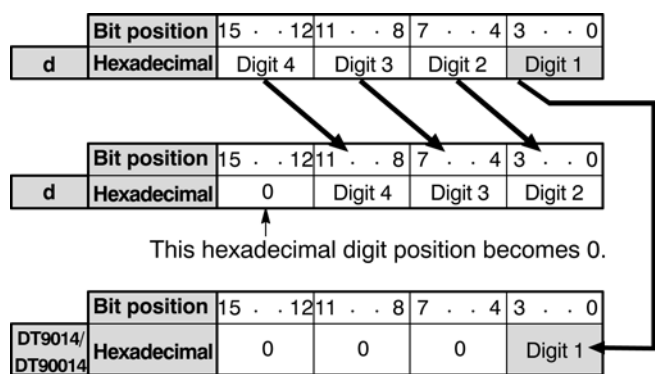 Bit position 15 . . 12 11 . . 8 7 . . 4 3 . . 0
d Hexadecimal Digit 4 Digit 3 Digit 2 Digit 1
Bit position 15 . . 12 11 . . 8 7 . . 4 3 . . 0
d Hexadecimal 0 Digit 4 Digit 3 Digit 2
This hexadecimal digit position becomes 0.
Bit position 15 . . 12 11 . . 8 7 . . 4 3 . . 0
DT9014/
DT90014 Hexadecimal 0 0 0 Digit 1